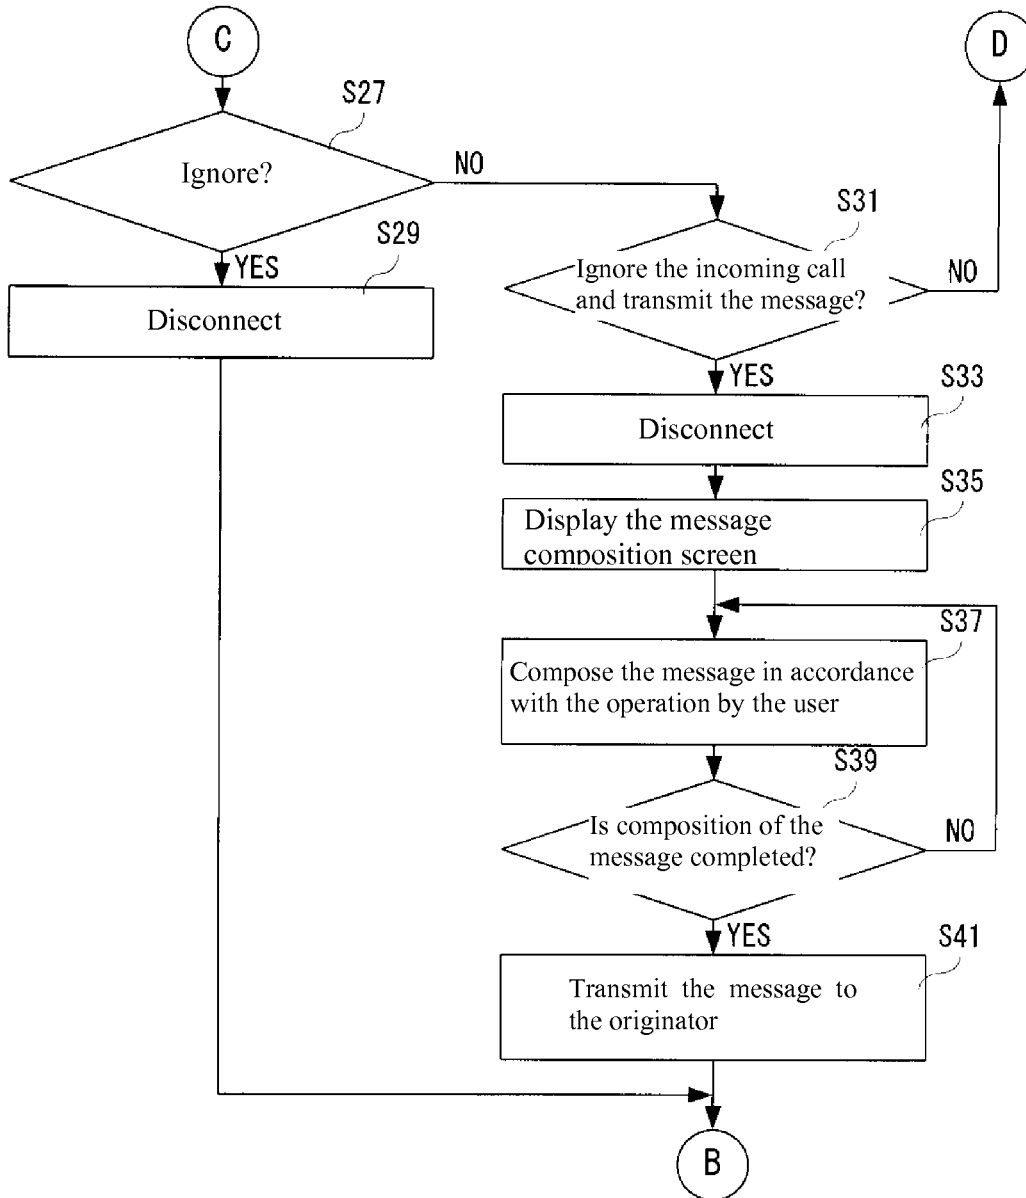 C
D
S27
Ignore?
NO
S31
S29
YES
Ignore the incoming call
and transmit the message?
NO
Disconnect
YES
S33
Disconnect
S35
Display the message
composition screen
S37
Compose the message in accordance
with the operation by the user
S39
Is composition of the
message completed?
NO
YES
S41
Transmit the message to
the originator
B